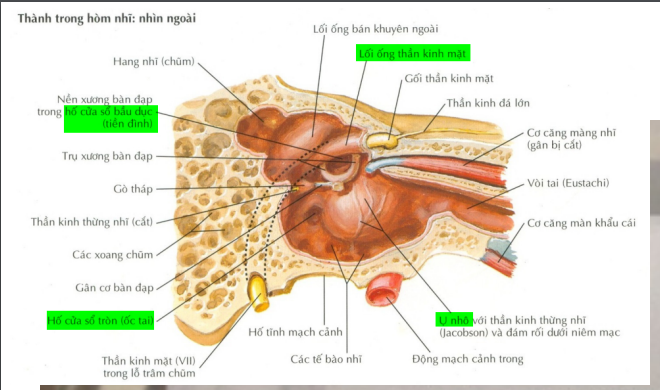 Thành trong hòm nhĩ: nhìn ngoài
Lồi ống bán khuyên ngoài
Lồi ống thần kinh mặt
Hang nhĩ (chũm)
Gối thần kinh mặt
Nền xương bàn đạp
trong hố cửa sổ bầu dục
(tiền đình)
Thần kinh đá lớn
Cơ căng màng nhĩ
(gân bị cắt)
Trụ xương bàn đạp
Gò tháp
Vòi tai (Eustachi)
Thần kinh thừng nhĩ (cắt)
Cơ căng màn khẩu cái
Các xoang chũm
Gân cơ bàn đạp
Hố cửa sổ tròn (ốc tai)
Hố tĩnh mạch cảnh
Ụ nhô với thần kinh thừng nhĩ
(Jacobson) và đám rối dưới niêm mạc
Thần kinh mặt (VII)
trong lỗ trâm chũm
Các tế bào nhĩ
Động mạch cảnh trong